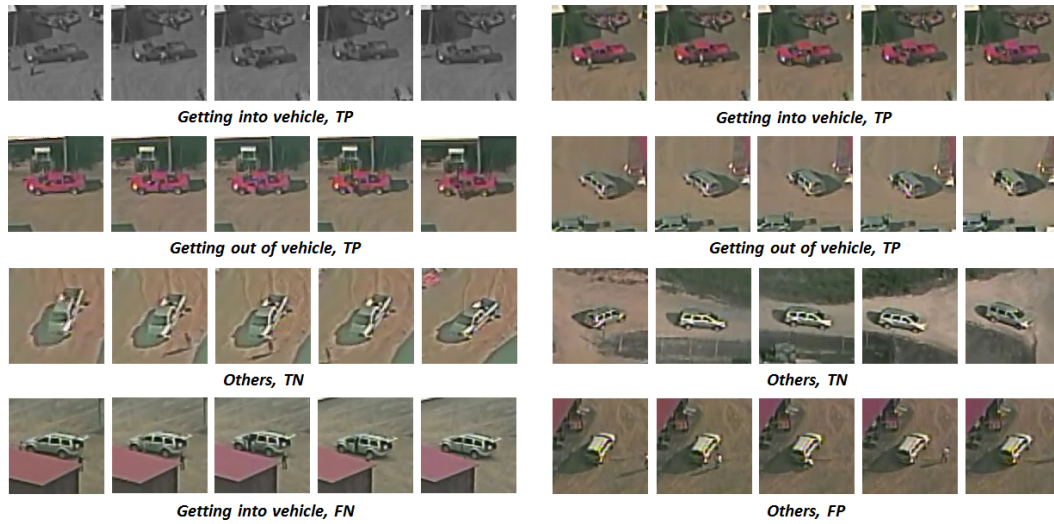 Getting into vehicle, TP
Getting into vehicle, TP
Getting out of vehicle, TP
Getting out of vehicle, TP
Others, TN
Others, TN
Getting into vehicle, FN
Others, FP